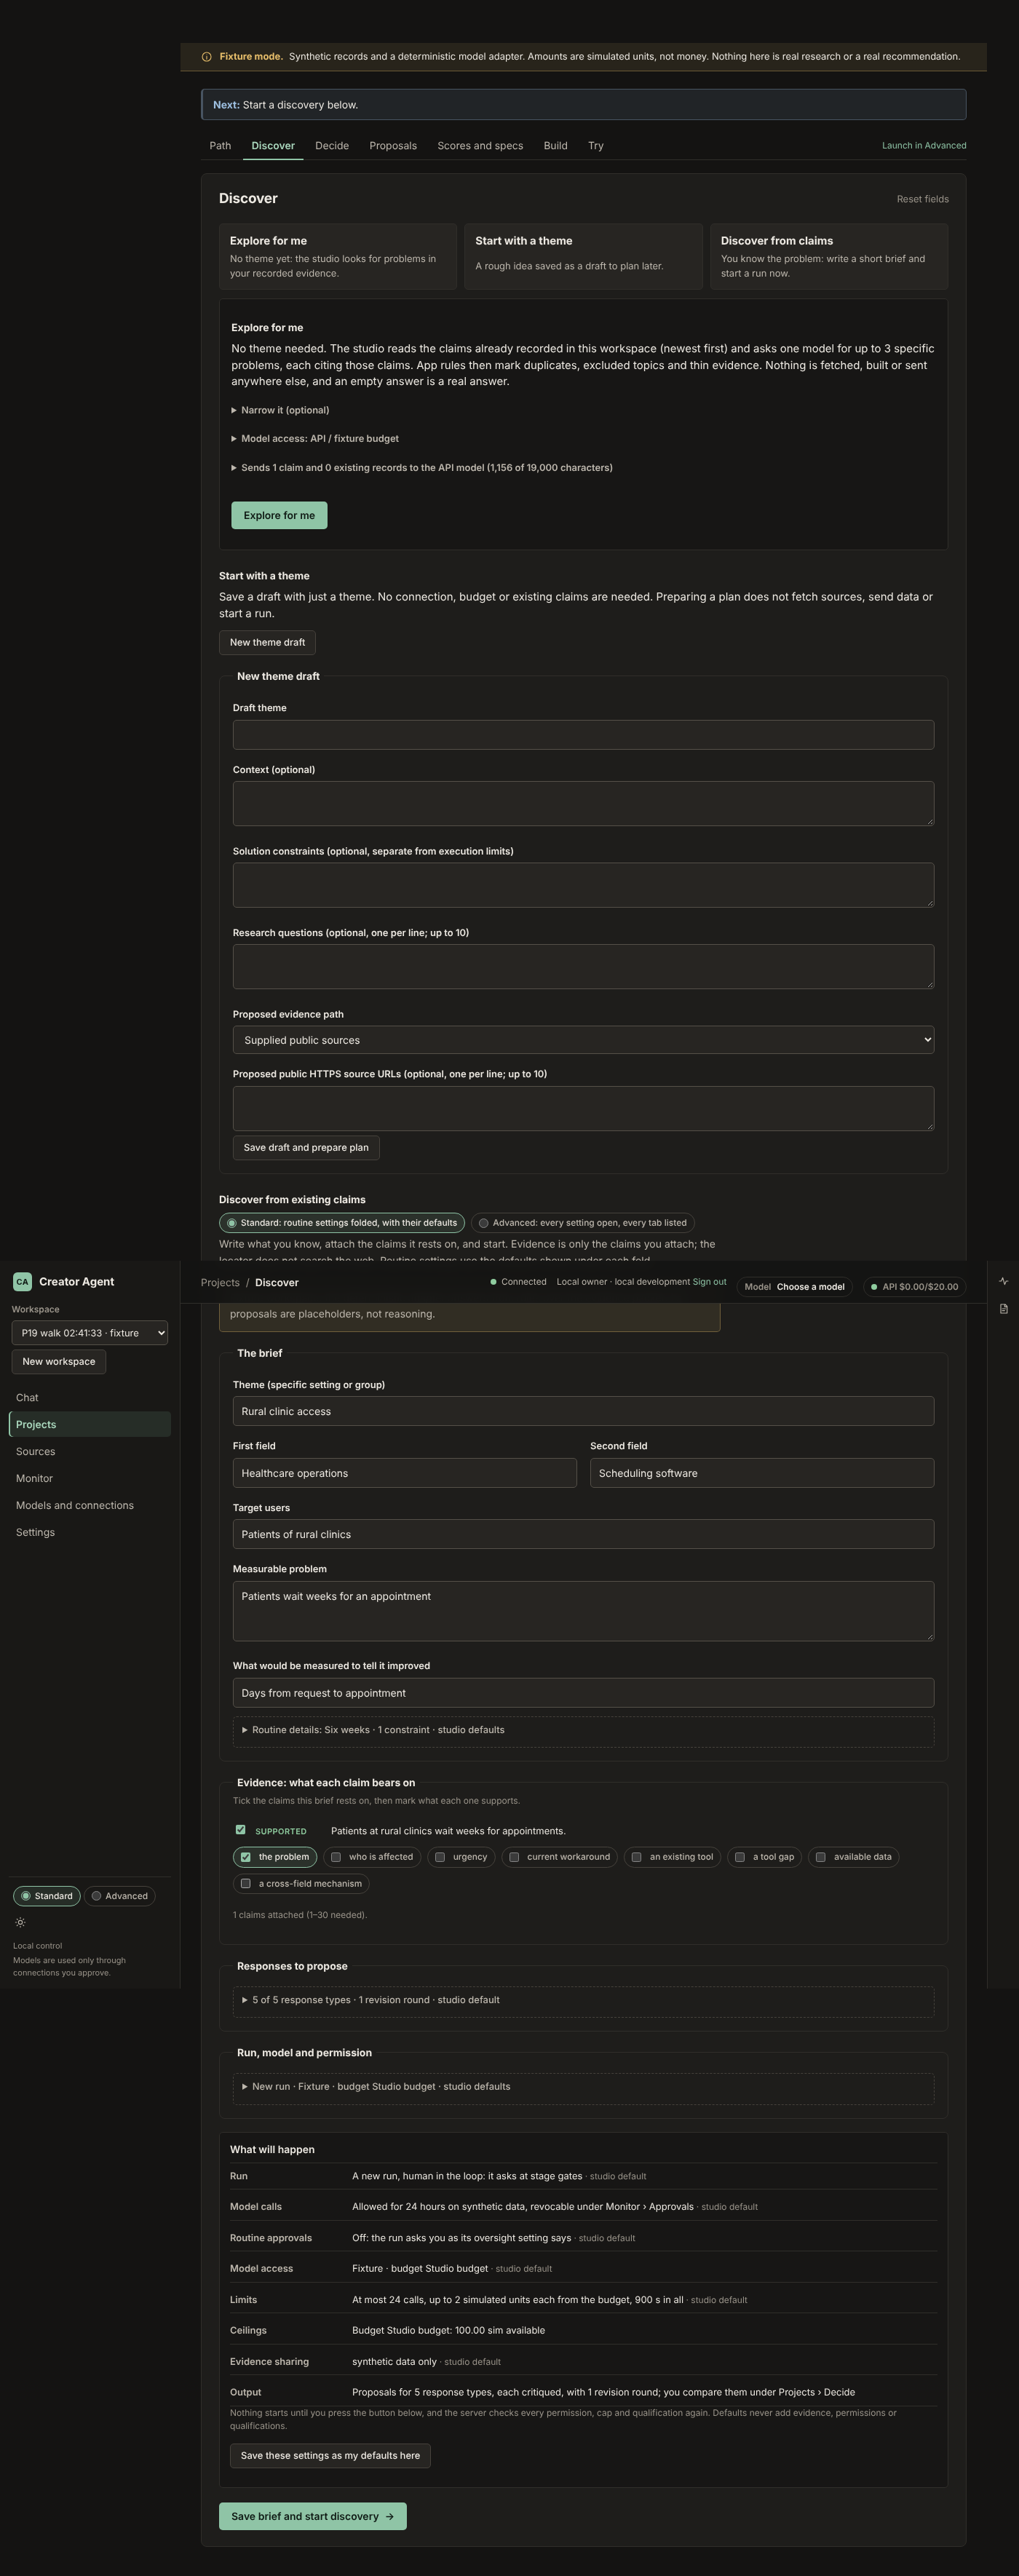 Fixture mode. Synthetic records and a deterministic model adapter. Amounts are simulated units, not money. Nothing here is real research or a real recommendation.
Next: Start a discovery below.
Path
Discover
Decide
Proposals
Scores and specs
Build
Try
Launch in Advanced
Discover
Reset fields
Explore for me
No theme yet: the studio looks for problems in
your recorded evidence.
Start with a theme
A rough idea saved as a draft to plan later.
Discover from claims
You know the problem: write a short brief and
start a run now.
Explore for me
No theme needed. The studio reads the claims already recorded in this workspace (newest first) and asks one model for up to 3 specific
problems, each citing those claims. App rules then mark duplicates, excluded topics and thin evidence. Nothing is fetched, built or sent
anywhere else, and an empty answer is a real answer.
Narrow it (optional)
Model access: API / fixture budget
Sends 1 claim and 0 existing records to the API model (1,156 of 19,000 characters)
Explore for me
Start with a theme
Save a draft with just a theme. No connection, budget or existing claims are needed. Preparing a plan does not fetch sources, send data or
start a run.
New theme draft
New theme draft
Draft theme
Context (optional)
Solution constraints (optional, separate from execution limits)
Research questions (optional, one per line; up to 10)
Proposed evidence path
Supplied public sources
Proposed public HTTPS source URLs (optional, one per line; up to 10)
Save draft and prepare plan
Discover from existing claims
Standard: routine settings folded, with their defaults
Advanced: every setting open, every tab listed
Write what you know, attach the claims it rests on, and start. Evidence is only the claims you attach; the
locator does not search the web. Routine settings use the defaults shown under each fold.
CA Creator Agent
Workspace
P19 walk 02:41:33 · fixture
New workspace
Chat
Projects
Sources
Monitor
Models and connections
Settings
Standard
Advanced
Local control
Models are used only through
connections you approve.
Projects / Discover
Connected
Local owner · local development Sign out
Model Choose a model
API $0.00/$20.00
proposals are placeholders, not reasoning.
The brief
Theme (specific setting or group)
Rural clinic access
First field
Second field
Healthcare operations
Scheduling software
Target users
Patients of rural clinics
Measurable problem
Patients wait weeks for an appointment
What would be measured to tell it improved
Days from request to appointment
Routine details: Six weeks · 1 constraint · studio defaults
Evidence: what each claim bears on
Tick the claims this brief rests on, then mark what each one supports.
SUPPORTED Patients at rural clinics wait weeks for appointments.
the problem
who is affected
urgency
current workaround
an existing tool
a tool gap
available data
a cross-field mechanism
1 claims attached (1–30 needed).
Responses to propose
5 of 5 response types · 1 revision round · studio default
Run, model and permission
New run · Fixture · budget Studio budget · studio defaults
What will happen
Run A new run, human in the loop: it asks at stage gates · studio default
Model calls Allowed for 24 hours on synthetic data, revocable under Monitor › Approvals · studio default
Routine approvals Off: the run asks you as its oversight setting says · studio default
Model access Fixture · budget Studio budget · studio default
Limits At most 24 calls, up to 2 simulated units each from the budget, 900 s in all · studio default
Ceilings Budget Studio budget: 100.00 sim available
Evidence sharing synthetic data only · studio default
Output Proposals for 5 response types, each critiqued, with 1 revision round; you compare them under Projects › Decide
Nothing starts until you press the button below, and the server checks every permission, cap and qualification again. Defaults never add evidence, permissions or
qualifications.
Save these settings as my defaults here
Save brief and start discovery →